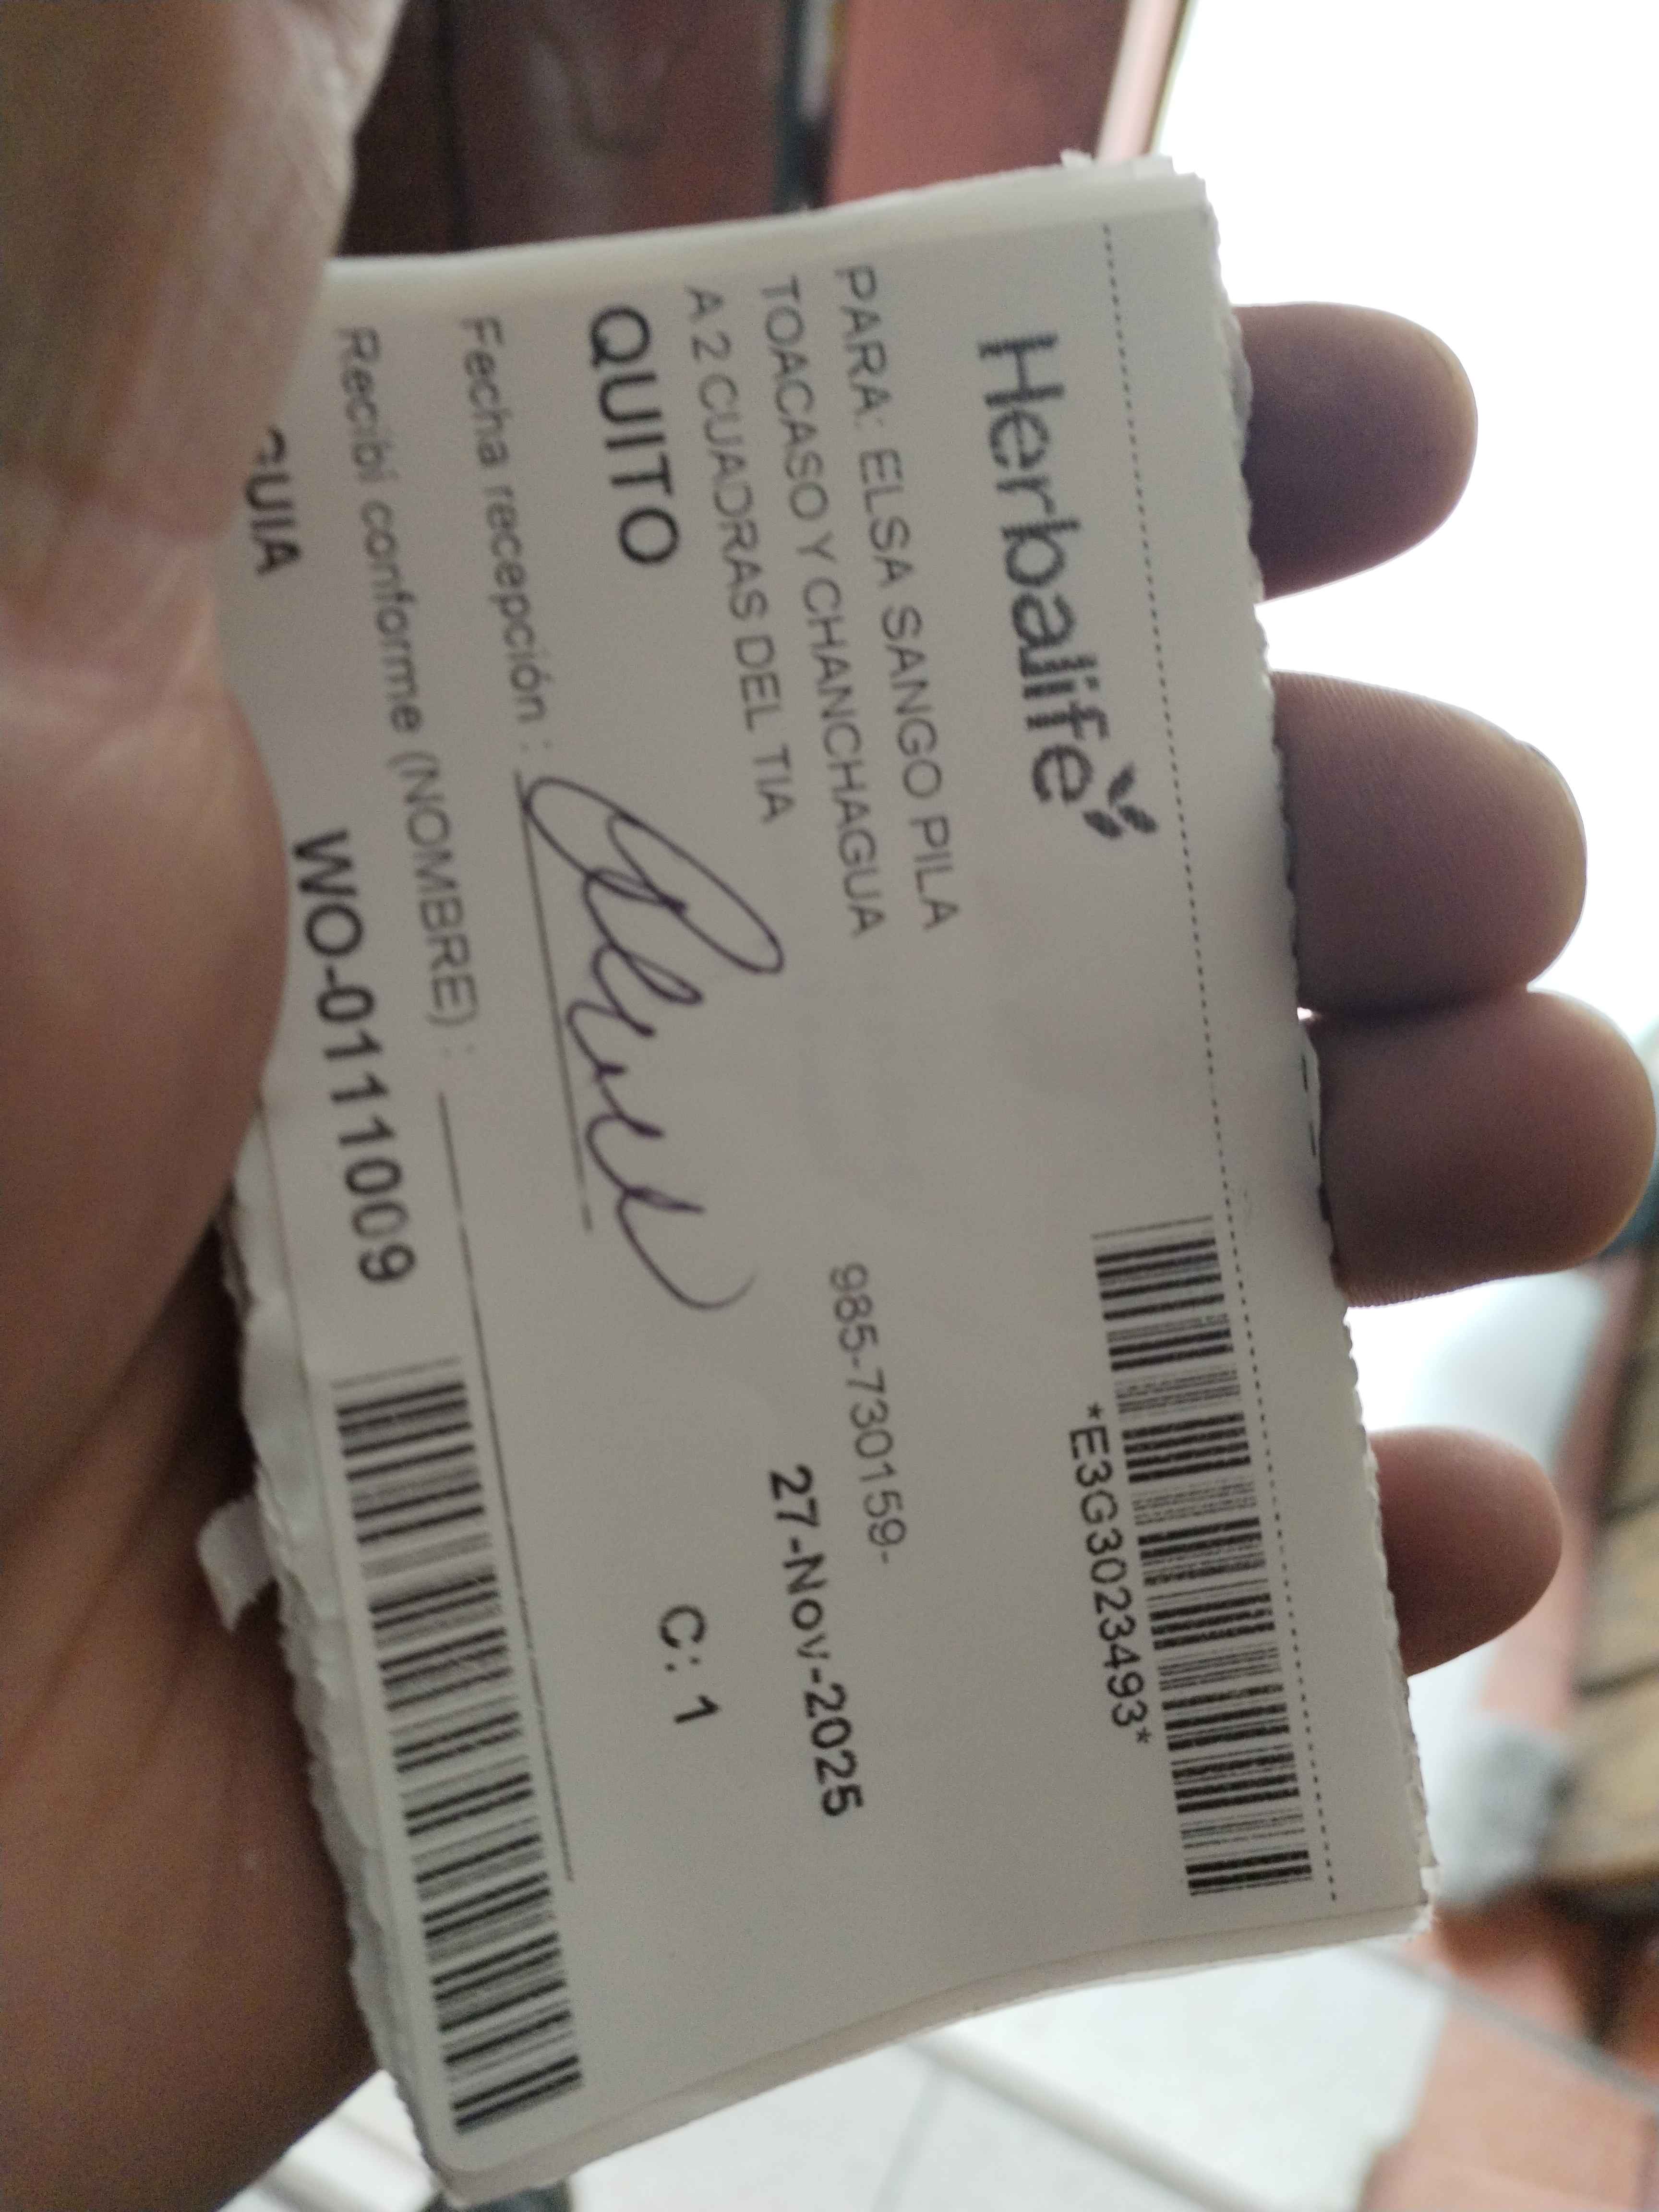 Herbalife
*E3G3023493*
PARA: ELSA SANGO PILA
TOACASO Y CHANCHAGUA
985-730159-
A 2 CUADRAS DEL TIA
27-Nov-2025
QUITO
C: 1
Fecha recepción :
Recibí conforme (NOMBRE) :
GUIA
WO-0111009